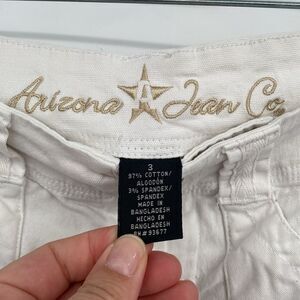 Arizona A Jean Co.
3
97% COTTON/
ALGODÓN
3% SPANDEX/
SPANDEX
MADE IN
BANGLADESH
HECHO EN
BANGLADESH
RN#93677